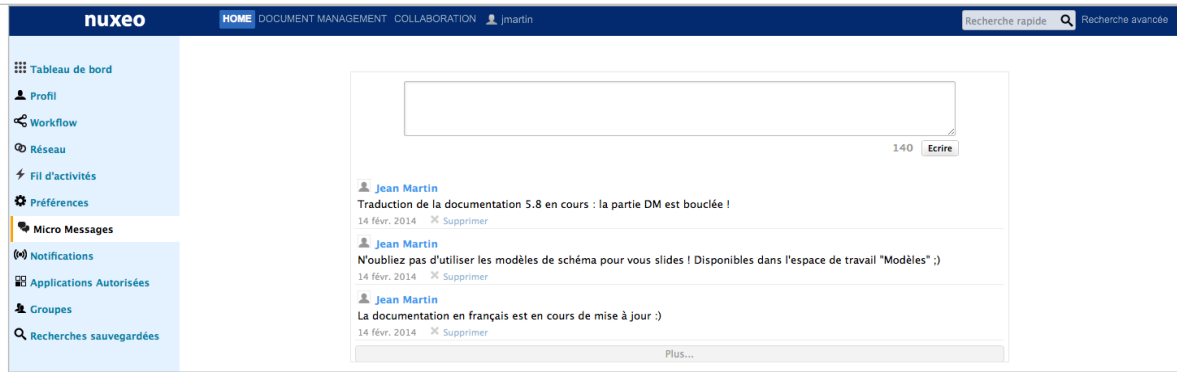 nuxeo
HOME DOCUMENT MANAGEMENT COLLABORATION jmartin
Recherche rapide
Recherche avancée
Tableau de bord
Profil
Workflow
Réseau
Fil d'activités
Préférences
Micro Messages
Notifications
Applications Autorisées
Groupes
Recherches sauvegardées
140 Ecrire
Jean Martin
Traduction de la documentation 5.8 en cours : la partie DM est bouclée !
14 févr. 2014 Supprimer
Jean Martin
N'oubliez pas d'utiliser les modèles de schéma pour vous slides ! Disponibles dans l'espace de travail "Modèles" ;)
14 févr. 2014 Supprimer
Jean Martin
La documentation en français est en cours de mise à jour :)
14 févr. 2014 Supprimer
Plus...